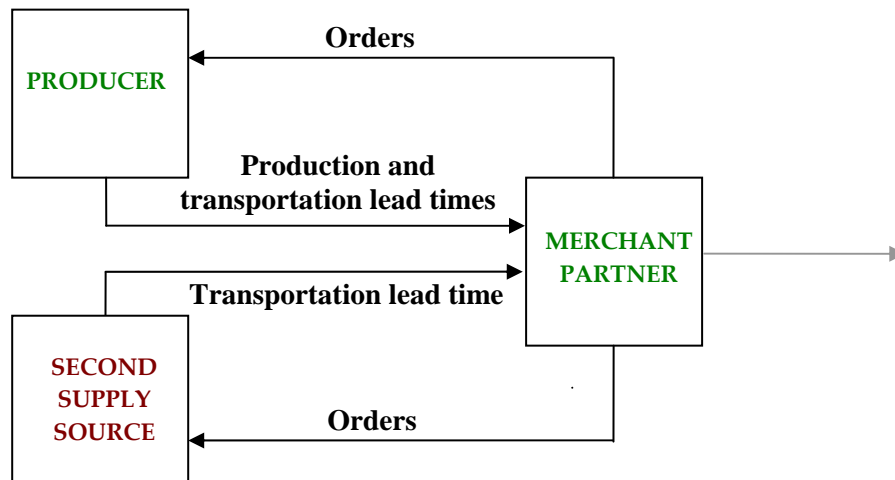 Orders
PRODUCER
Production and
transportation lead times
MERCHANT
PARTNER
Transportation lead time
SECOND
SUPPLY
SOURCE
Orders